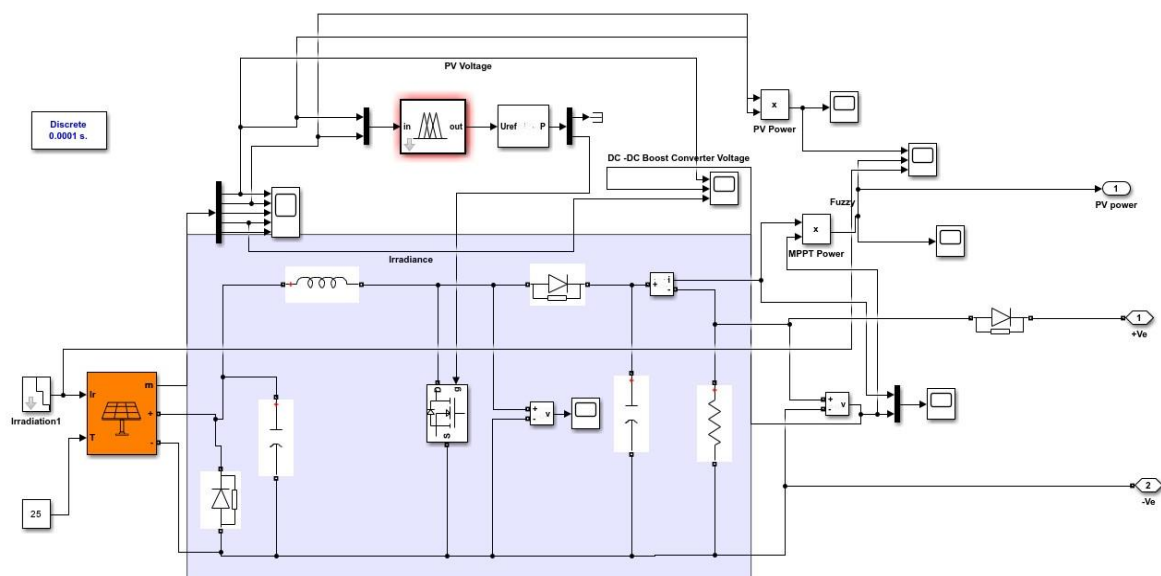 PV Voltage
Discrete
0.0001 s.
in
out
Uref
P
x
PV Power
DC -DC Boost Converter Voltage
Fuzzy
1
PV power
x
MPPT Power
Irradiance
+
i
-
1
+Ve
Ir
m
Irradiation1
+
T
-
D
g
S
+
-
v
+
-
v
25
2
-Ve